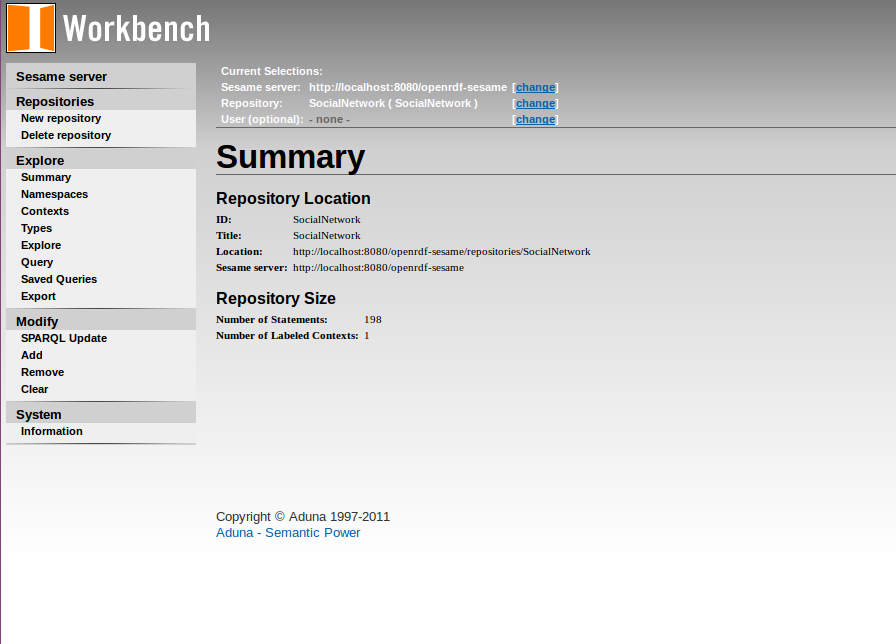 Workbench
Sesame server
Repositories
New repository
Delete repository
Explore
Summary
Namespaces
Contexts
Types
Explore
Query
Saved Queries
Export
Modify
SPARQL Update
Add
Remove
Clear
System
Information
Current Selections:
Sesame server: http://localhost:8080/openrdf-sesame [change]
Repository: SocialNetwork ( SocialNetwork ) [change]
User (optional): - none - [change]
Summary
Repository Location
ID: SocialNetwork
Title: SocialNetwork
Location: http://localhost:8080/openrdf-sesame/repositories/SocialNetwork
Sesame server: http://localhost:8080/openrdf-sesame
Repository Size
Number of Statements: 198
Number of Labeled Contexts: 1
Copyright © Aduna 1997-2011
Aduna - Semantic Power